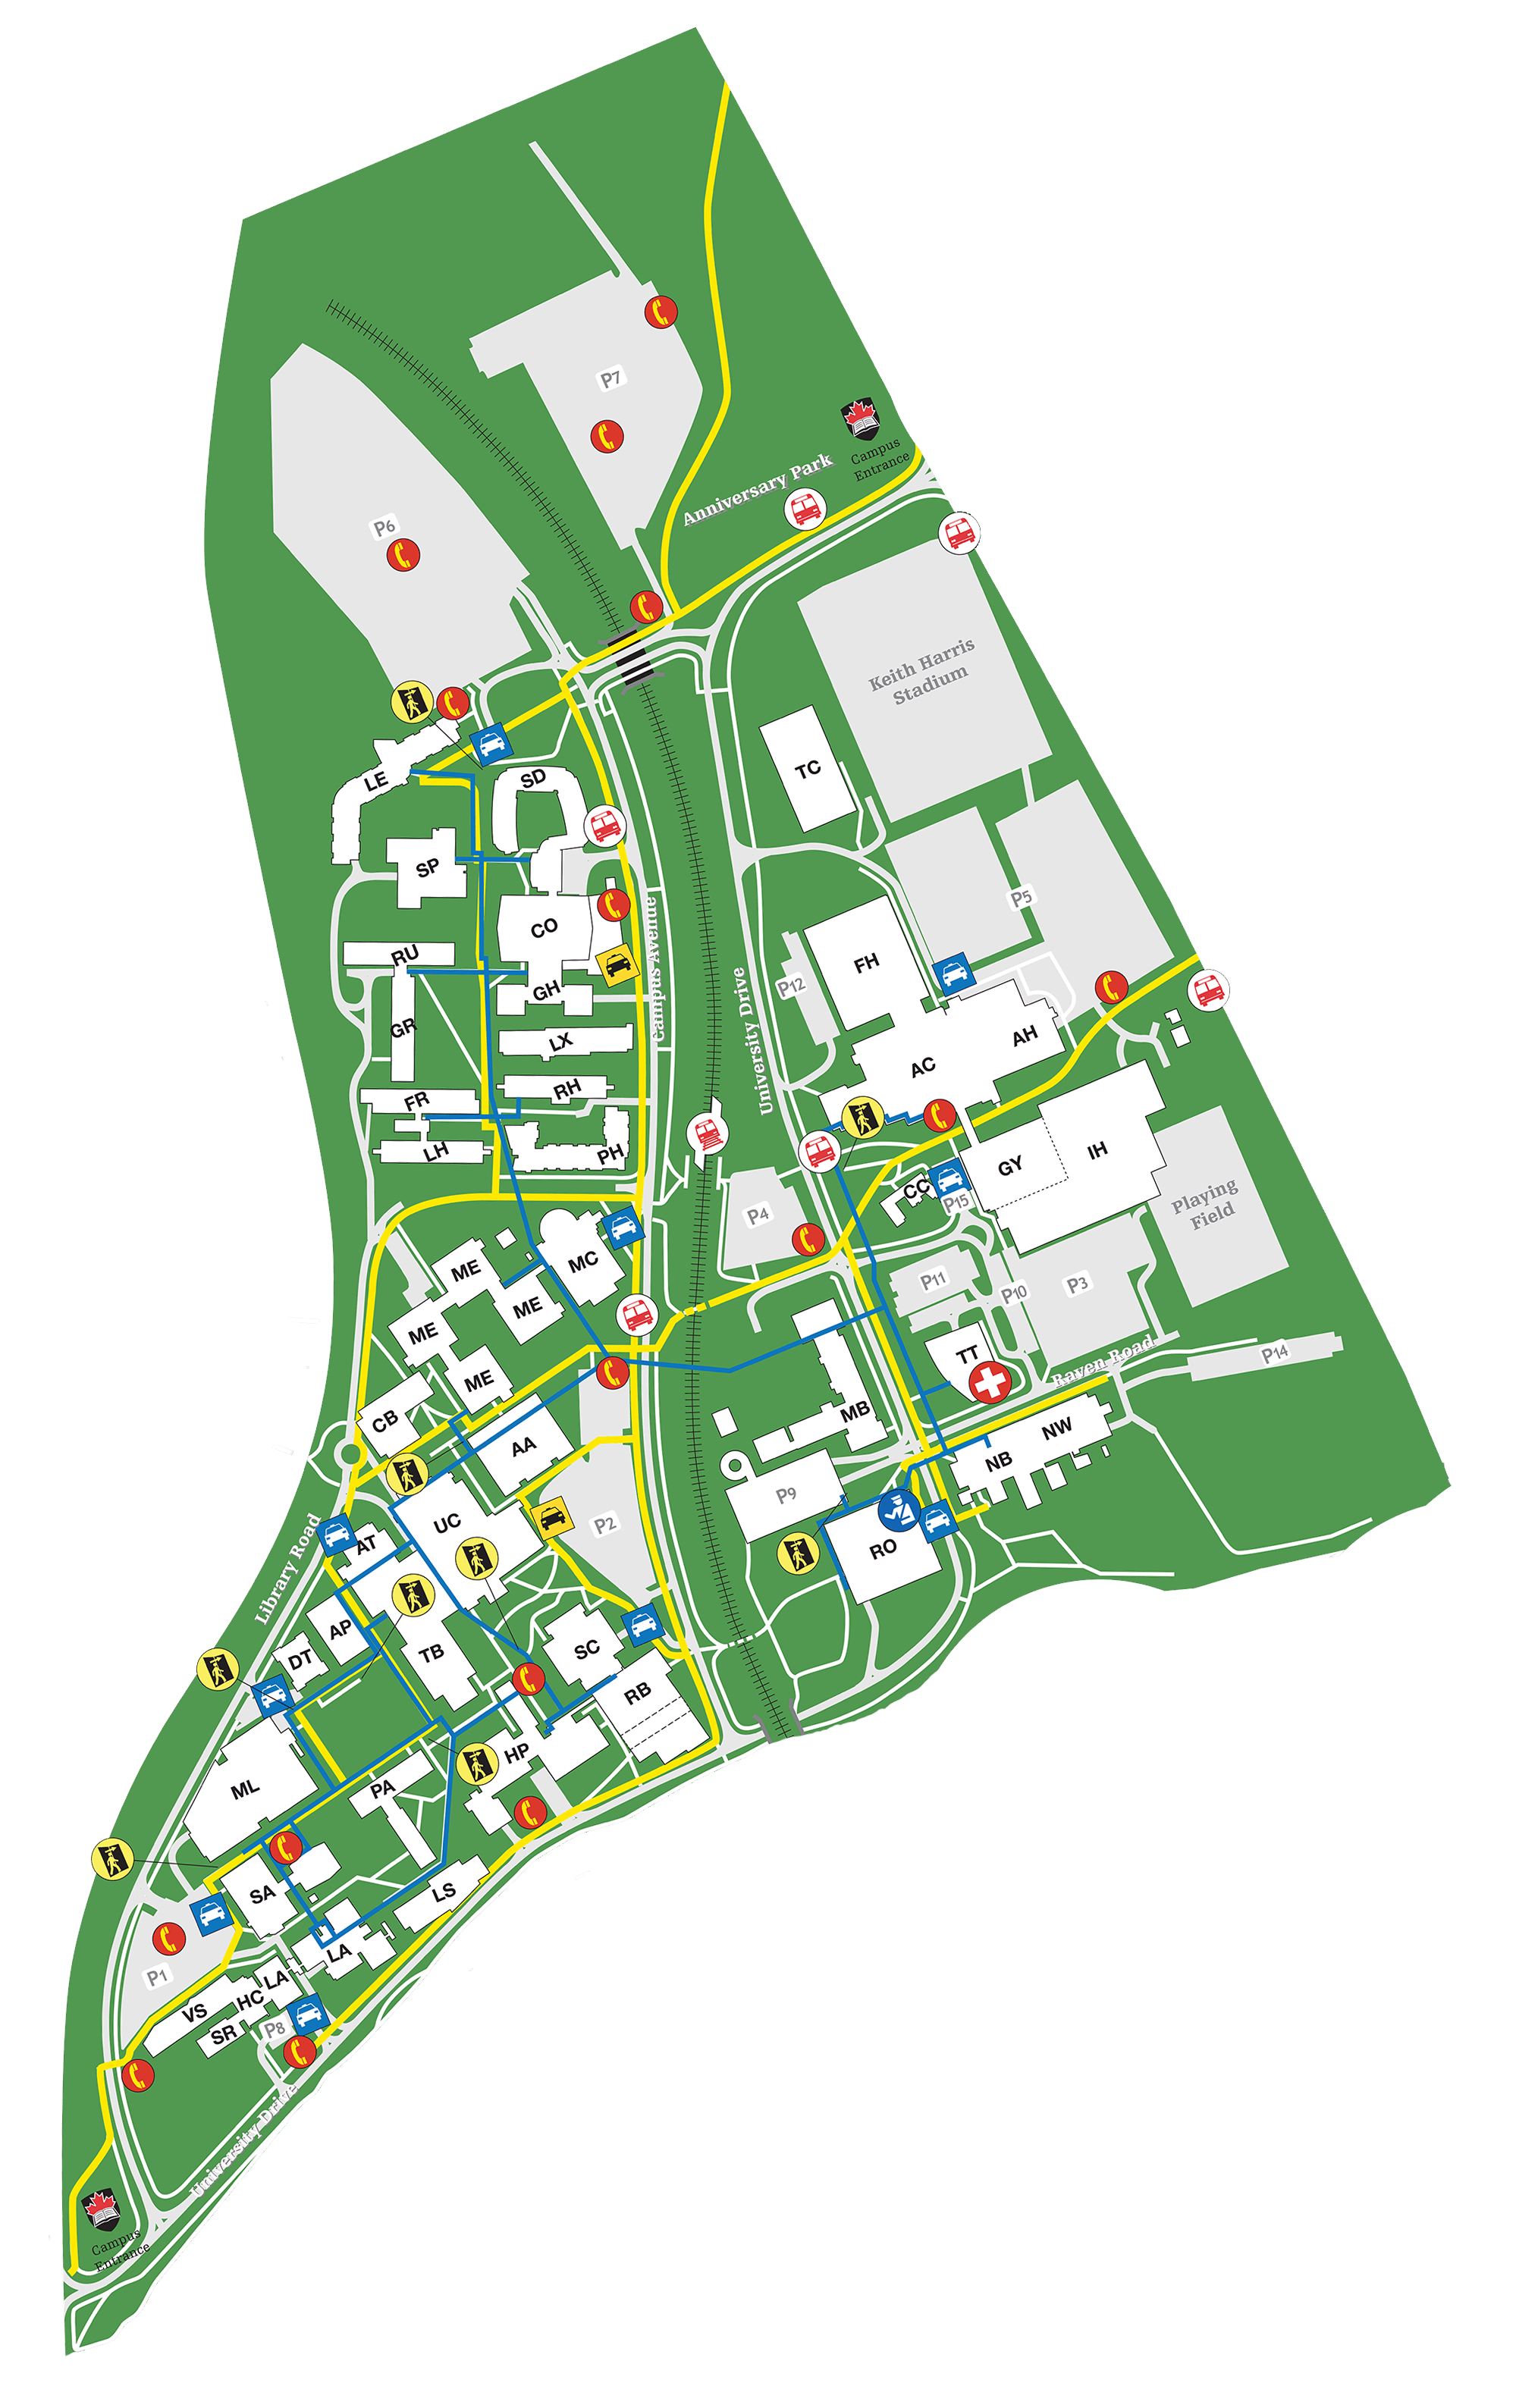 P7
Campus
Entrance
Anniversary Park
P6
Keith Harris
Stadium
TC
LE
SD
SP
P5
CO
RU
FH
Campus Avenue
P12
GH
University Drive
GR
LX
AH
AC
RH
FR
LH
PH
GY
IH
CC
P15
Playing
Field
P4
MC
ME
ME
P11
P10
P3
ME
TT
Raven Road
P14
ME
CB
MB
AA
NW
NB
P9
UC
P2
AT
RO
Library Road
AP
TB
SC
DT
RB
HP
ML
PA
SA
LS
LA
P1
LA
HC
VS
SR
P8
University Drive
Campus
Entrance